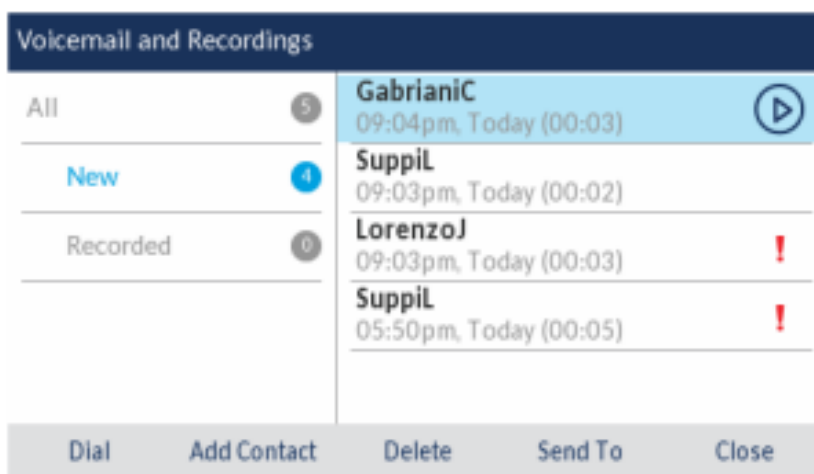 Voicemail and Recordings
All 5
New 4
Recorded 0
GabrianiC
09:04pm, Today (00:03)
SuppiL
09:03pm, Today (00:02)
LorenzoJ
09:03pm, Today (00:03)
!
SuppiL
05:50pm, Today (00:05)
!
Dial Add Contact Delete Send To Close